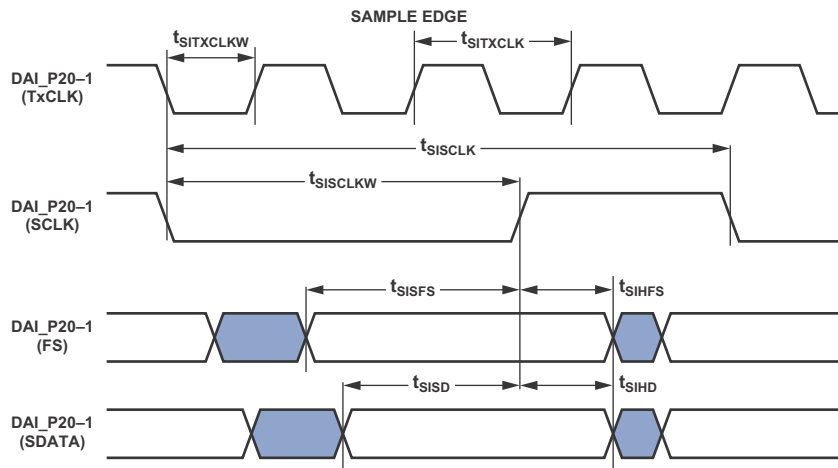 SAMPLE EDGE
tSITXCLKW
tSITXCLK
DAI_P20–1
(TxCLK)
tSISCLK
tSISCLKW
DAI_P20–1
(SCLK)
tSISFS
tSIHFS
DAI_P20–1
(FS)
tSISD
tSIHD
DAI_P20–1
(SDATA)